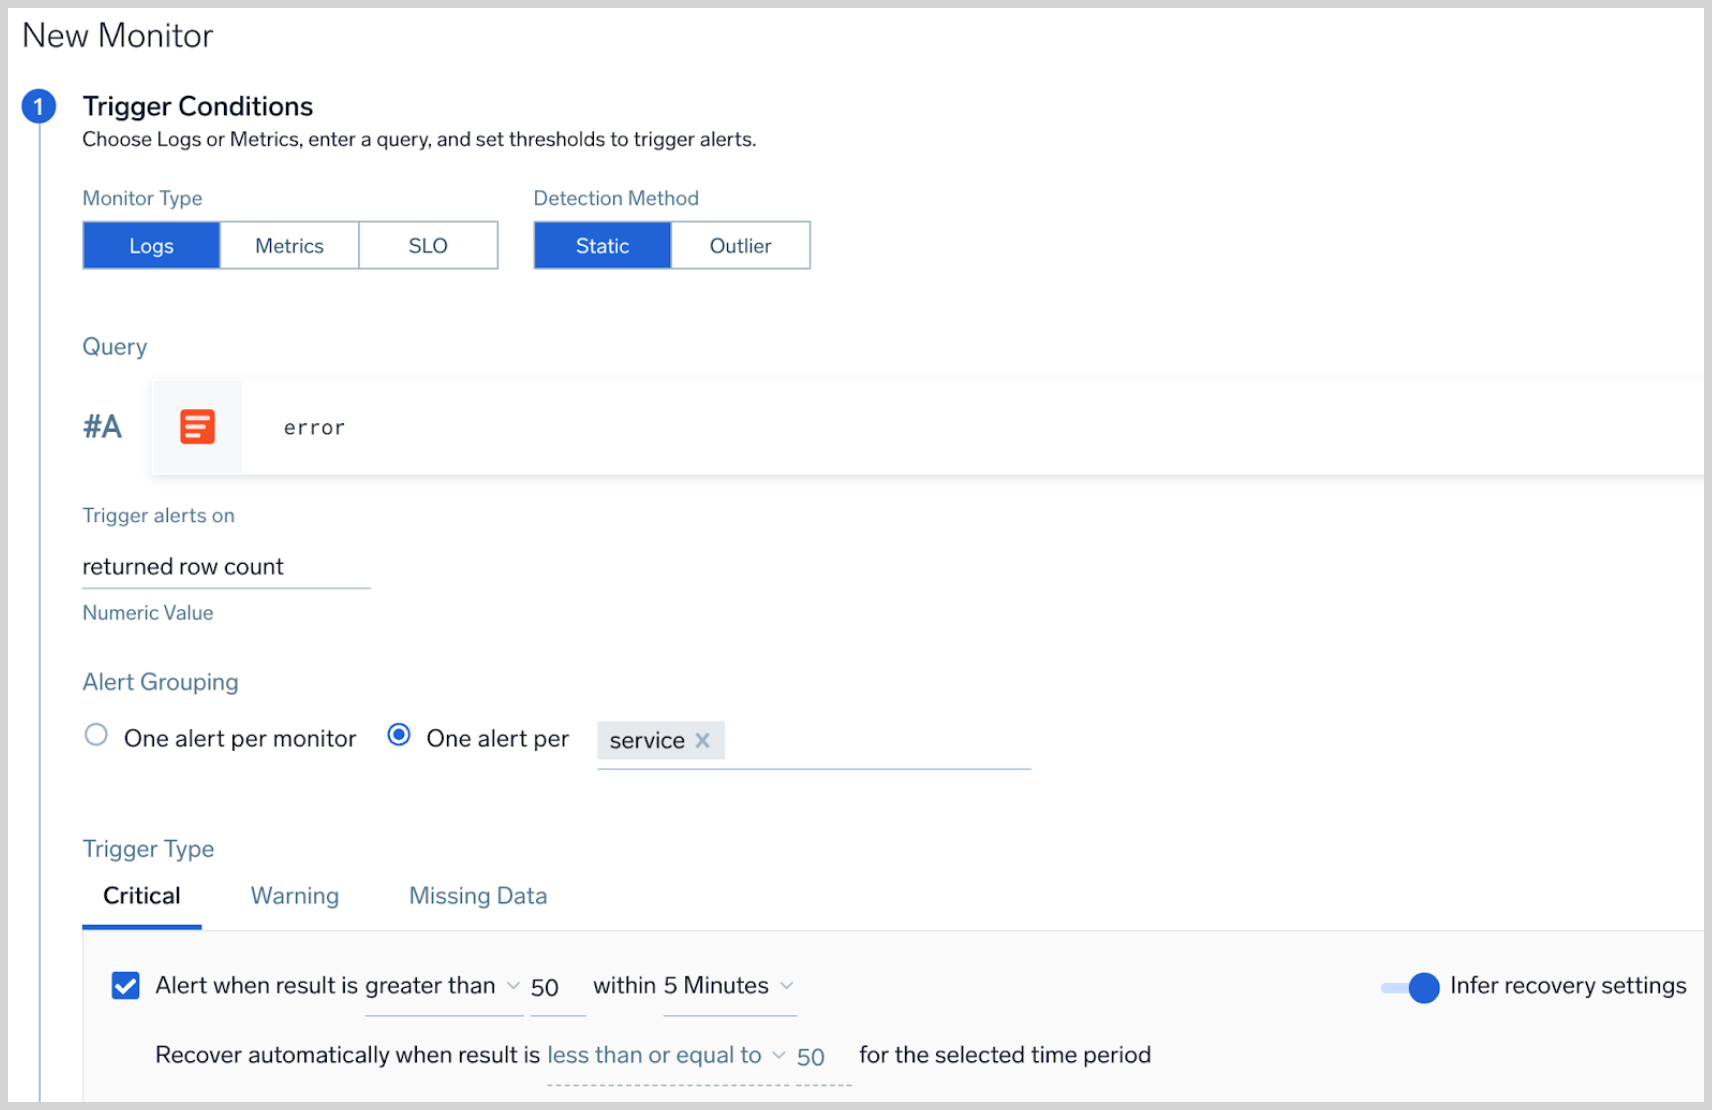 New Monitor
1 Trigger Conditions
Choose Logs or Metrics, enter a query, and set thresholds to trigger alerts.
Monitor Type Detection Method
Logs Metrics SLO Static Outlier
Query
#A error
Trigger alerts on
returned row count
Numeric Value
Alert Grouping
One alert per monitor One alert per service
Trigger Type
Critical Warning Missing Data
Alert when result is greater than 50 within 5 Minutes Infer recovery settings
Recover automatically when result is less than or equal to 50 for the selected time period